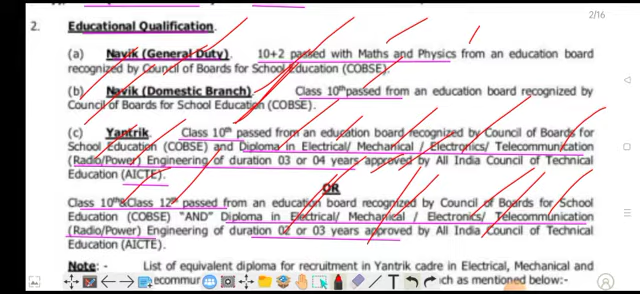 2/16
2. Educational Qualification
(a) Navik (General Duty) 10+2 passed with Maths and Physics from an education board
recognized by Council of Boards for School Education (COBSE).
(b) Navik (Domestic Branch) Class 10th passed from an education board recognized by
Council of Boards for School Education (COBSE).
(c) Yantrik. Class 10th passed from an education board recognized by Council of Boards for
School Education (COBSE) and Diploma in Electrical/ Mechanical / Electronics/ Telecommunication
(Radio/Power) Engineering of duration 03 or 04 years approved by All India Council of Technical
Education (AICTE).
OR
Class 10th &Class 12th passed from an education board recognized by Council of Boards for School
Education (COBSE) "AND" Diploma in Electrical/ Mechanical / Electronics/ Telecommunication
(Radio/Power) Engineering of duration 02 or 03 years approved by All India Council of Technical
Education (AICTE).
Note: - List of equivalent diploma for recruitment in Yantrik cadre in Electrical, Mechanical and
as mentioned below:-